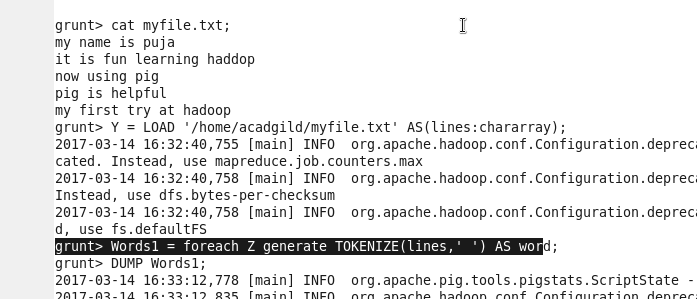 grunt> cat myfile.txt;
my name is puja
it is fun learning haddop
now using pig
pig is helpful
my first try at hadoop
grunt> Y = LOAD '/home/acadgild/myfile.txt' AS(lines:chararray);
2017-03-14 16:32:40,755 [main] INFO  org.apache.hadoop.conf.Configuration.depreca
cated. Instead, use mapreduce.job.counters.max
2017-03-14 16:32:40,758 [main] INFO  org.apache.hadoop.conf.Configuration.depreca
Instead, use dfs.bytes-per-checksum
2017-03-14 16:32:40,758 [main] INFO  org.apache.hadoop.conf.Configuration.depreca
d, use fs.defaultFS
grunt> Words1 = foreach Z generate TOKENIZE(lines,' ') AS word;
grunt> DUMP Words1;
2017-03-14 16:33:12,778 [main] INFO  org.apache.pig.tools.pigstats.ScriptState -
2017-03-14 16:33:12,835 [main] INFO  org.apache.hadoop.conf.Configuration.depreca